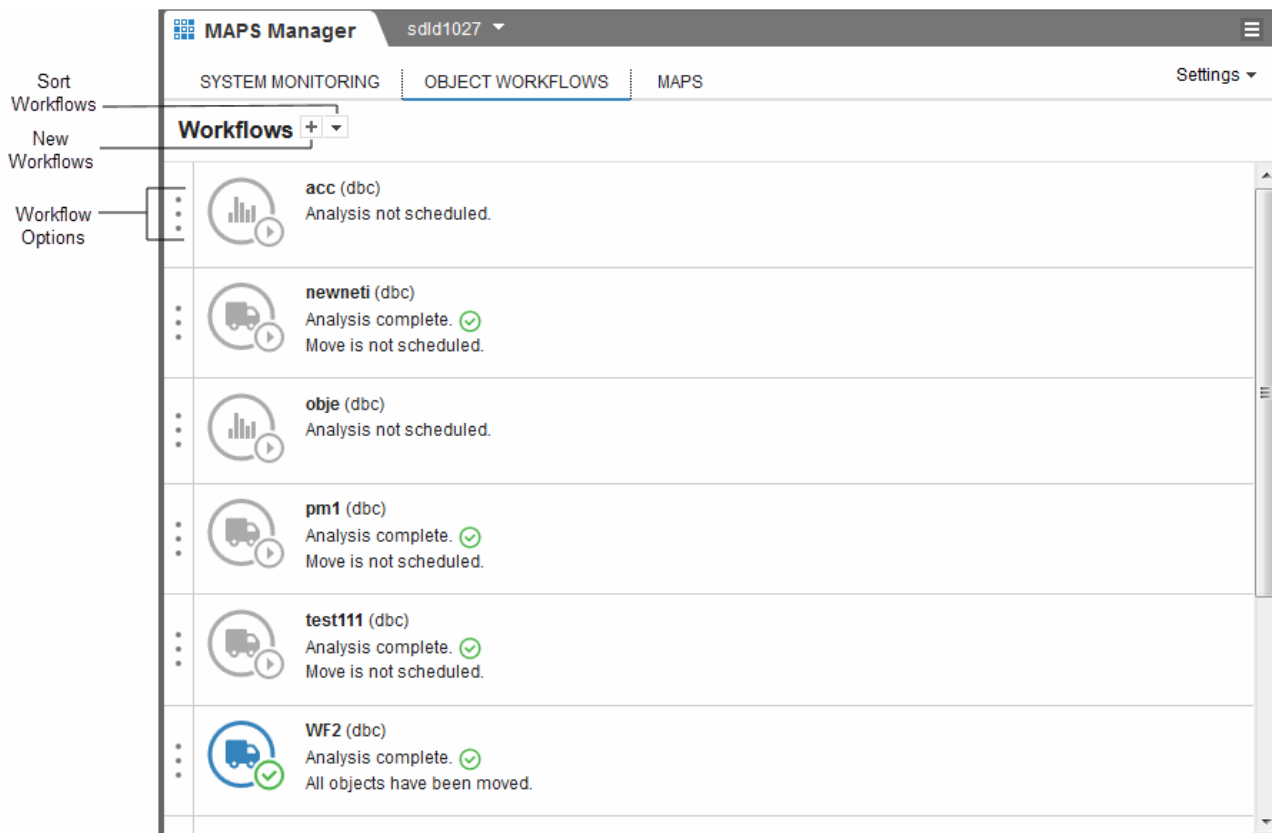 MAPS Manager
sdld1027
SYSTEM MONITORING
OBJECT WORKFLOWS
MAPS
Settings
Sort
Workflows
New
Workflows
Workflow
Options
Workflows
acc (dbc)
Analysis not scheduled.
newneti (dbc)
Analysis complete.
Move is not scheduled.
obje (dbc)
Analysis not scheduled.
pm1 (dbc)
Analysis complete.
Move is not scheduled.
test111 (dbc)
Analysis complete.
Move is not scheduled.
WF2 (dbc)
Analysis complete.
All objects have been moved.